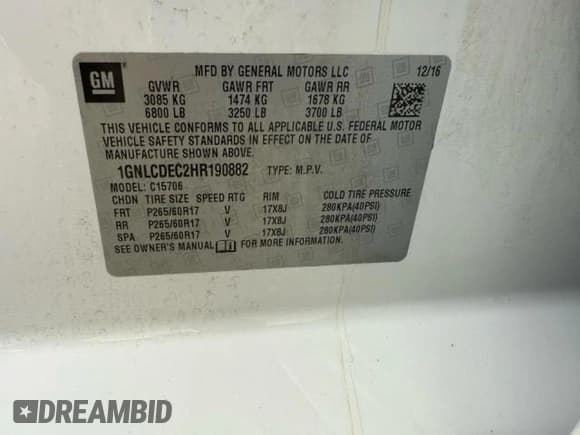 GM
MFD BY GENERAL MOTORS LLC 12/16
GVWR GAWR FRT GAWR RR
3085 KG 1474 KG 1678 KG
6800 LB 3250 LB 3700 LB
THIS VEHICLE CONFORMS TO ALL APPLICABLE U.S. FEDERAL MOTOR
VEHICLE SAFETY STANDARDS IN EFFECT ON THE DATE OF
MANUFACTURE SHOWN ABOVE.
1GNLCDEC2HR190882 TYPE: M.P.V.
MODEL: C15706
CHDN TIRE SIZE SPEED RTG RIM COLD TIRE PRESSURE
FRT P265/60R17 V 17X8J 280KPA(40PSI)
RR P265/60R17 V 17X8J 280KPA(40PSI)
SPA P265/60R17 V 17X8J 280KPA(40PSI)
SEE OWNER'S MANUAL FOR MORE INFORMATION.
DREAMBID